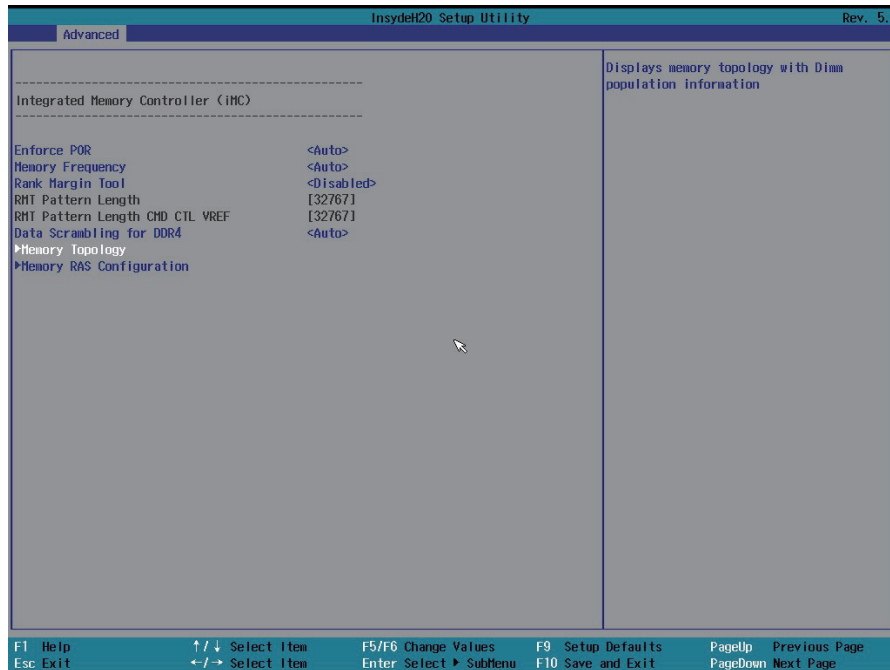 InsydeH20 Setup Utility Rev. 5.
Advanced
Displays memory topology with Dimm
population information
------------------------------------------------
Integrated Memory Controller (iMC)
------------------------------------------------
Enforce POR <Auto>
Memory Frequency <Auto>
Rank Margin Tool <Disabled>
RMT Pattern Length [32767]
RMT Pattern Length CMD CTL VREF [32767]
Data Scrambling for DDR4 <Auto>
▶Memory Topology
▶Memory RAS Configuration
F1 Help ↑/↓ Select Item F5/F6 Change Values F9 Setup Defaults PageUp Previous Page
Esc Exit ←/→ Select Item Enter Select ▶ SubMenu F10 Save and Exit PageDown Next Page